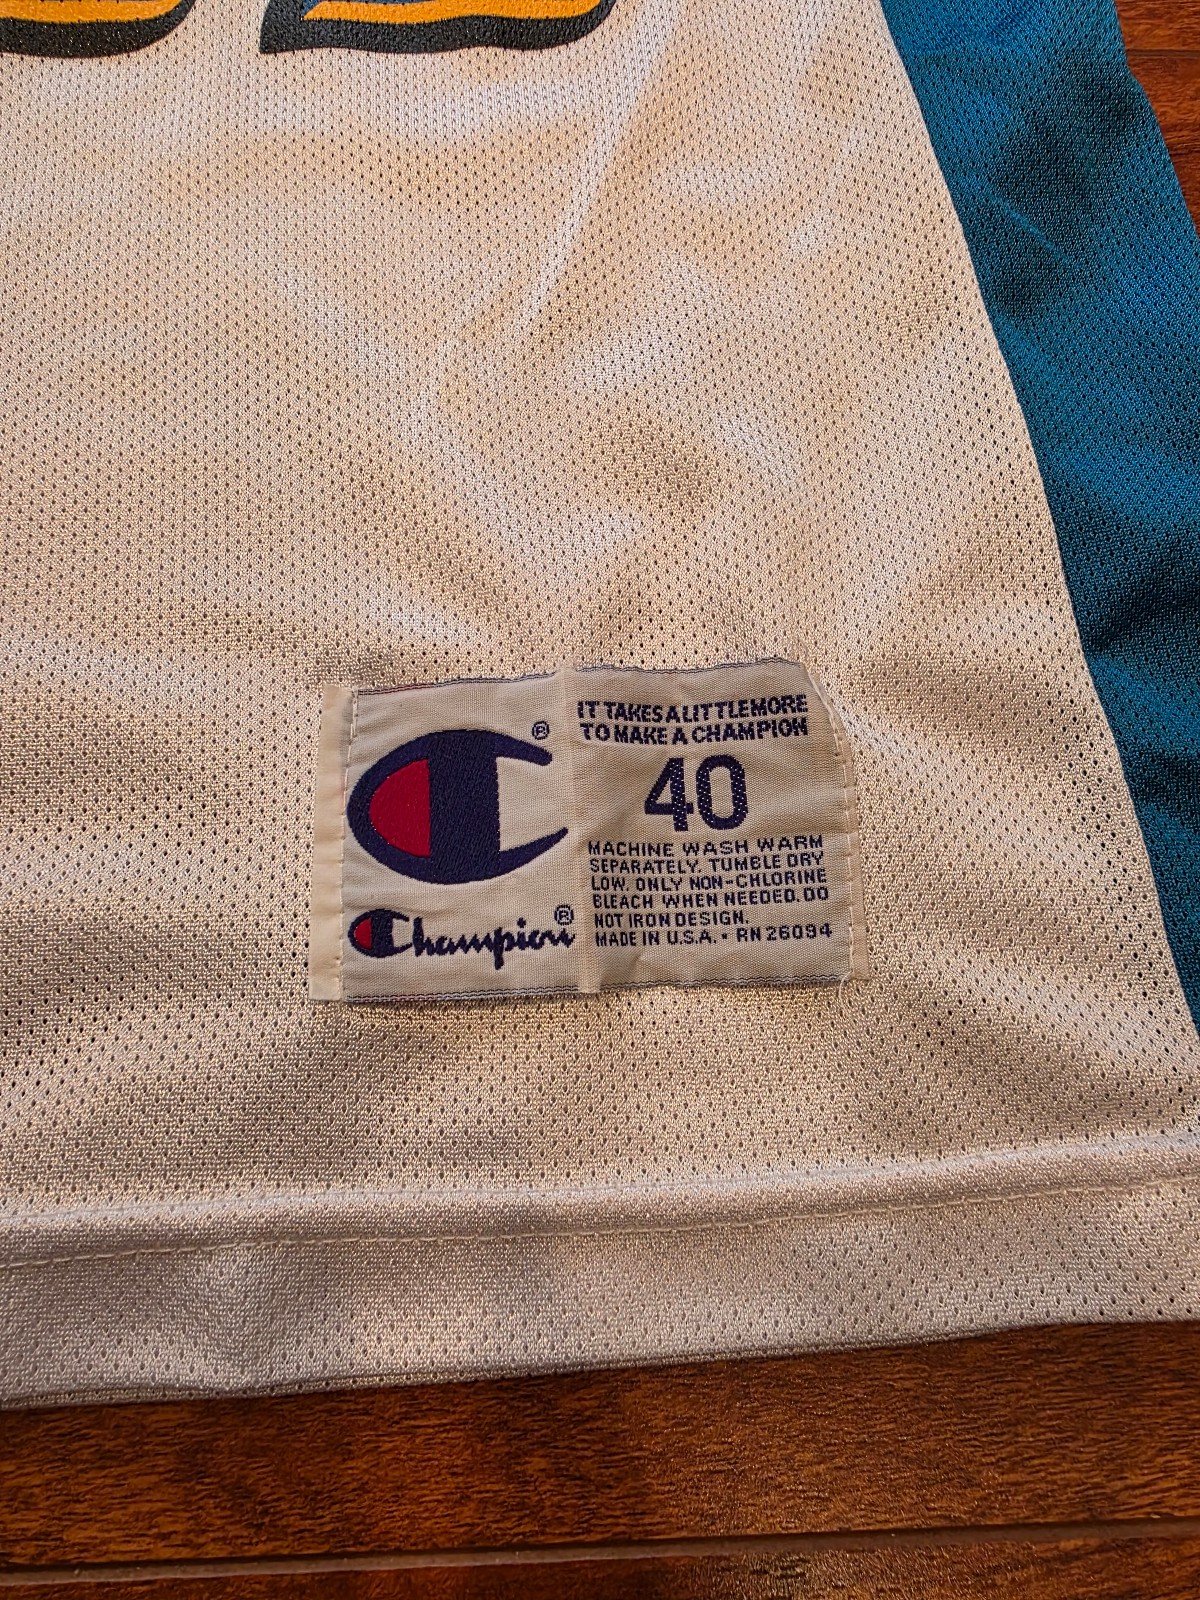 IT TAKES A LITTLE MORE
TO MAKE A CHAMPION
40
MACHINE WASH WARM
SEPARATELY. TUMBLE DRY
LOW. ONLY NON-CHLORINE
BLEACH WHEN NEEDED. DO
NOT IRON DESIGN.
MADE IN U.S.A. • RN 26094
®
Champion®